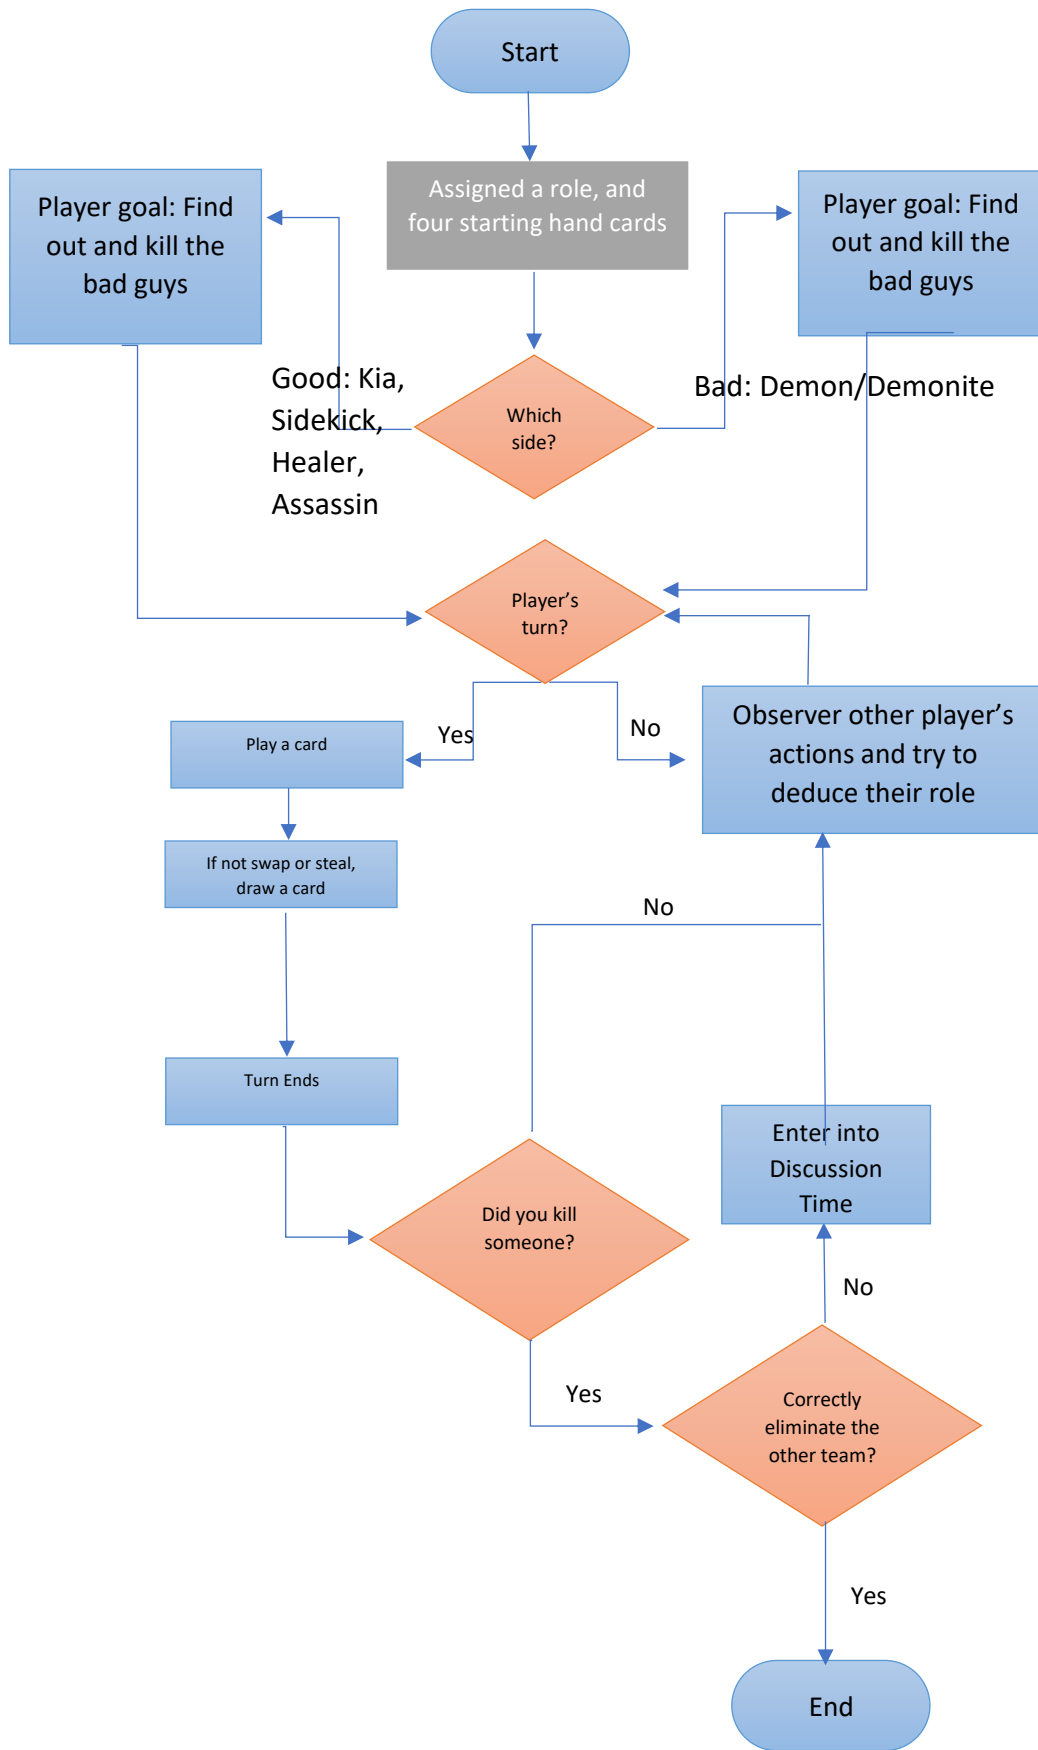 Start
Assigned a role, and
four starting hand cards
Player goal: Find
out and kill the
bad guys
Player goal: Find
out and kill the
bad guys
Good: Kia,
Sidekick,
Healer,
Assassin
Which
side?
Bad: Demon/Demonite
Player's
turn?
Yes
No
Play a card
Observer other player's
actions and try to
deduce their role
If not swap or steal,
draw a card
No
Turn Ends
Enter into
Discussion
Time
Did you kill
someone?
No
Yes
Correctly
eliminate the
other team?
Yes
End